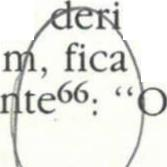 deri
m, fica
nte⁶⁶: “O